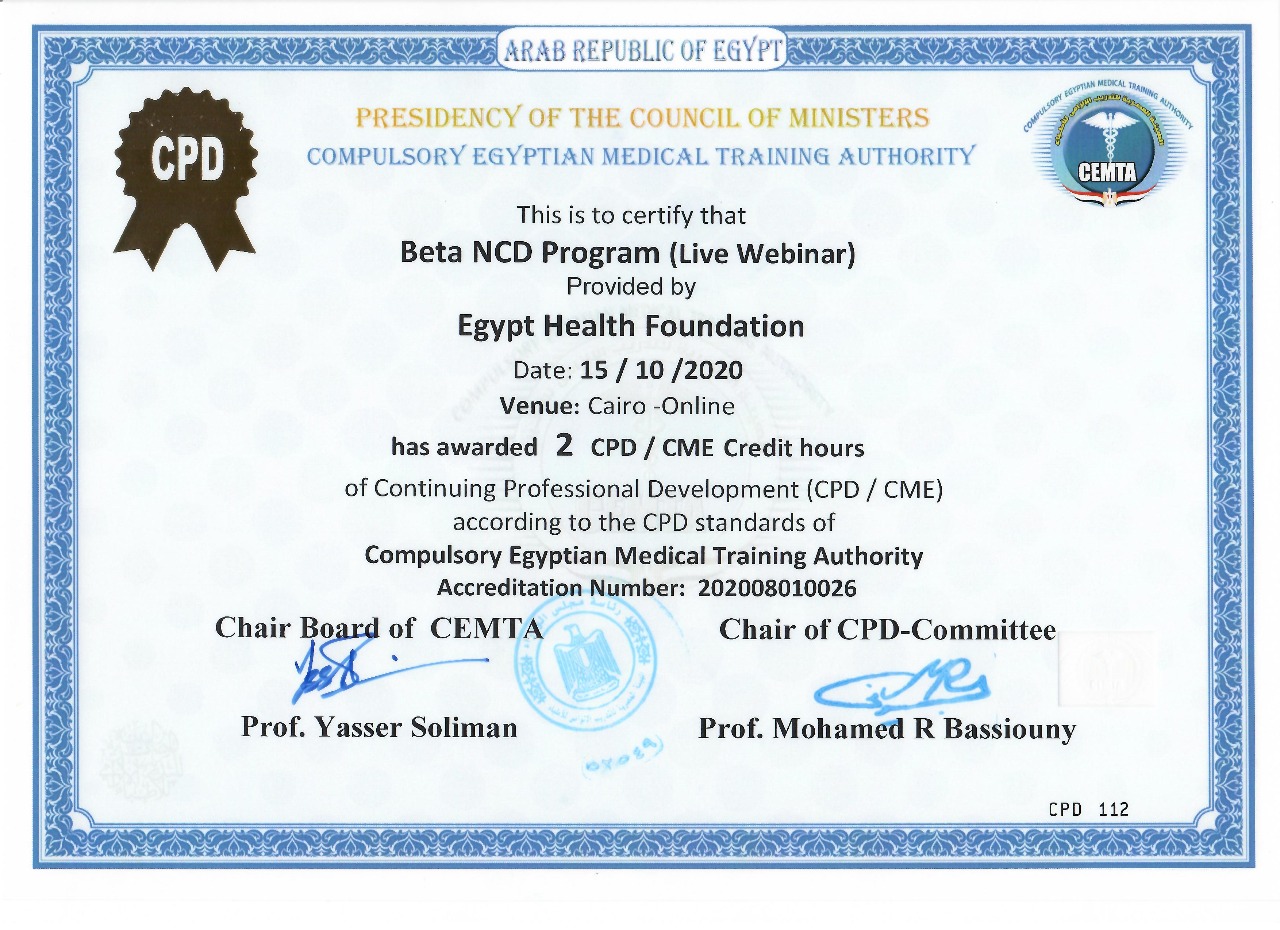 ARAB REPUBLIC OF EGYPT
CPD
PRESIDENCY OF THE COUNCIL OF MINISTERS
COMPULSORY EGYPTIAN MEDICAL TRAINING AUTHORITY
COMPULSORY EGYPTIAN MEDICAL TRAINING AUTHORITY
CEMTA
This is to certify that
Beta NCD Program (Live Webinar)
Provided by
Egypt Health Foundation
Date: 15 / 10 /2020
Venue: Cairo -Online
has awarded 2 CPD / CME Credit hours
of Continuing Professional Development (CPD / CME)
according to the CPD standards of
Compulsory Egyptian Medical Training Authority
Accreditation Number: 202008010026
Chair Board of CEMTA
Chair of CPD-Committee
Prof. Yasser Soliman
Prof. Mohamed R Bassiouny
CPD 112